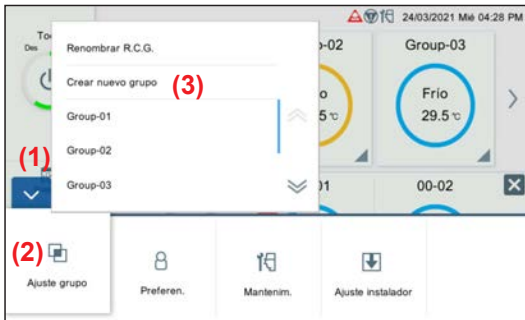 24/03/2021 Mié 04:28 PM
To
Des
Renombrar R.C.G.
Crear nuevo grupo
(3)
Group-01
Group-02
Group-03
-02
o
5 ℃
Group-03
Frío
29.5 ℃
(1)
01
00-02
(2)
Ajuste grupo
Preferen.
Mantenim.
Ajuste instalador